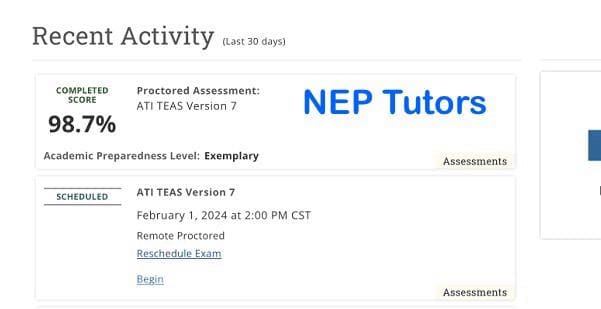 Recent Activity (Last 30 days)
COMPLETED
SCORE
98.7%
Proctored Assessment:
ATI TEAS Version 7
NEP Tutors
Academic Preparedness Level: Exemplary
Assessments
SCHEDULED
ATI TEAS Version 7
February 1, 2024 at 2:00 PM CST
Remote Proctored
Reschedule Exam
Begin
Assessments